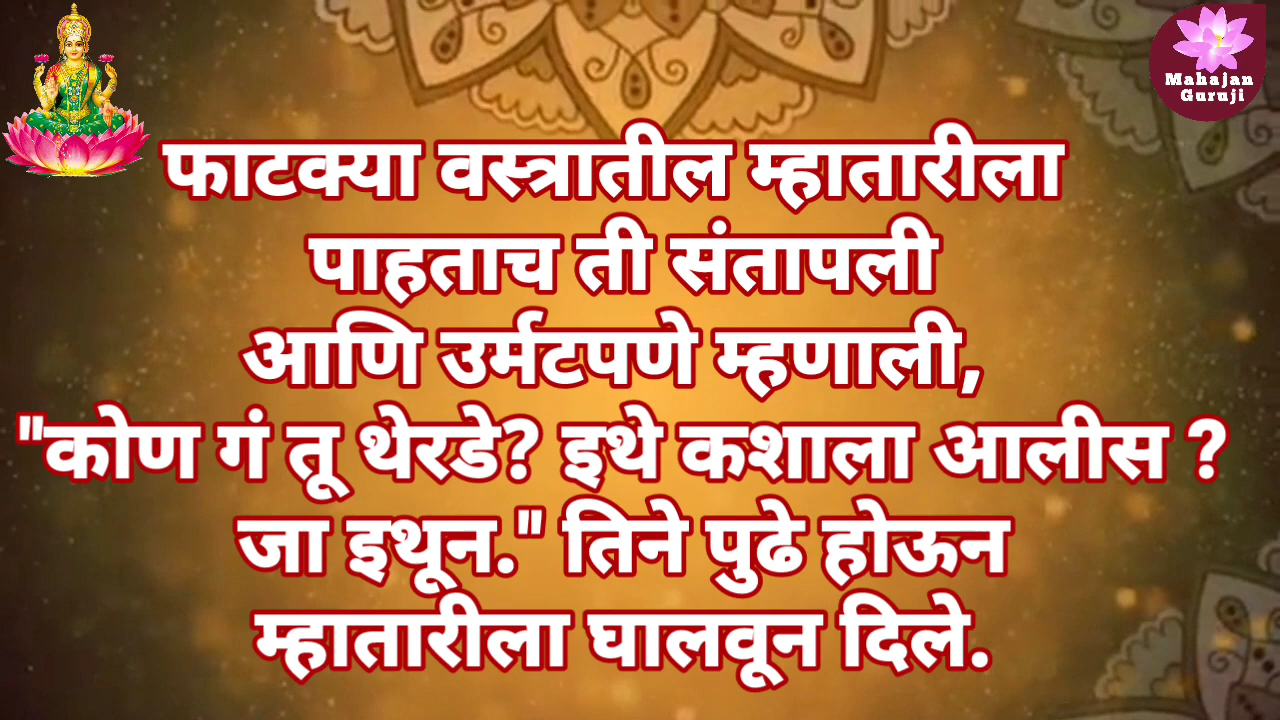 Mahajan
Guruji
फाटक्या वस्त्रातील म्हातारीला
पाहताच ती संतापली
आणि उर्मटपणे म्हणाली,
"कोण गं तू थेरडे? इथे कशाला आलीस ?
जा इथून." तिने पुढे होऊन
म्हातारीला घालवून दिले.